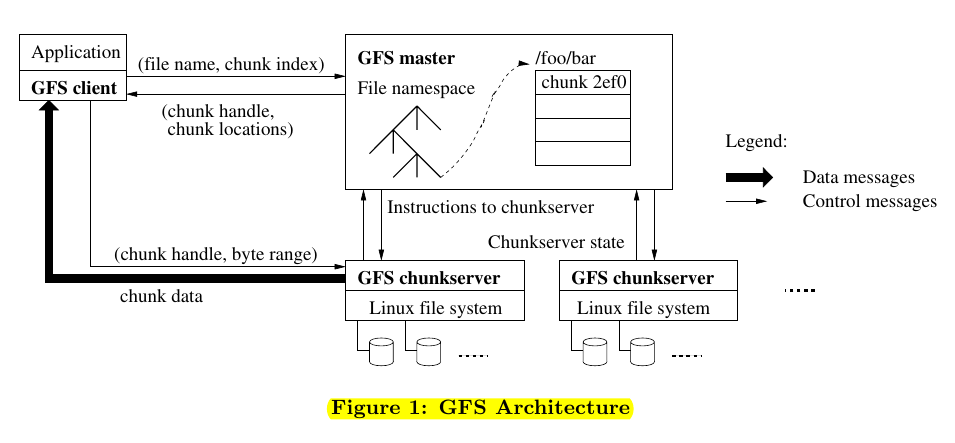 Application
GFS client
(file name, chunk index)
(chunk handle,
chunk locations)
GFS master
File namespace
/foo/bar
chunk 2ef0
Legend:
Data messages
Control messages
Instructions to chunkserver
Chunkserver state
(chunk handle, byte range)
chunk data
GFS chunkserver
Linux file system
GFS chunkserver
Linux file system
Figure 1: GFS Architecture